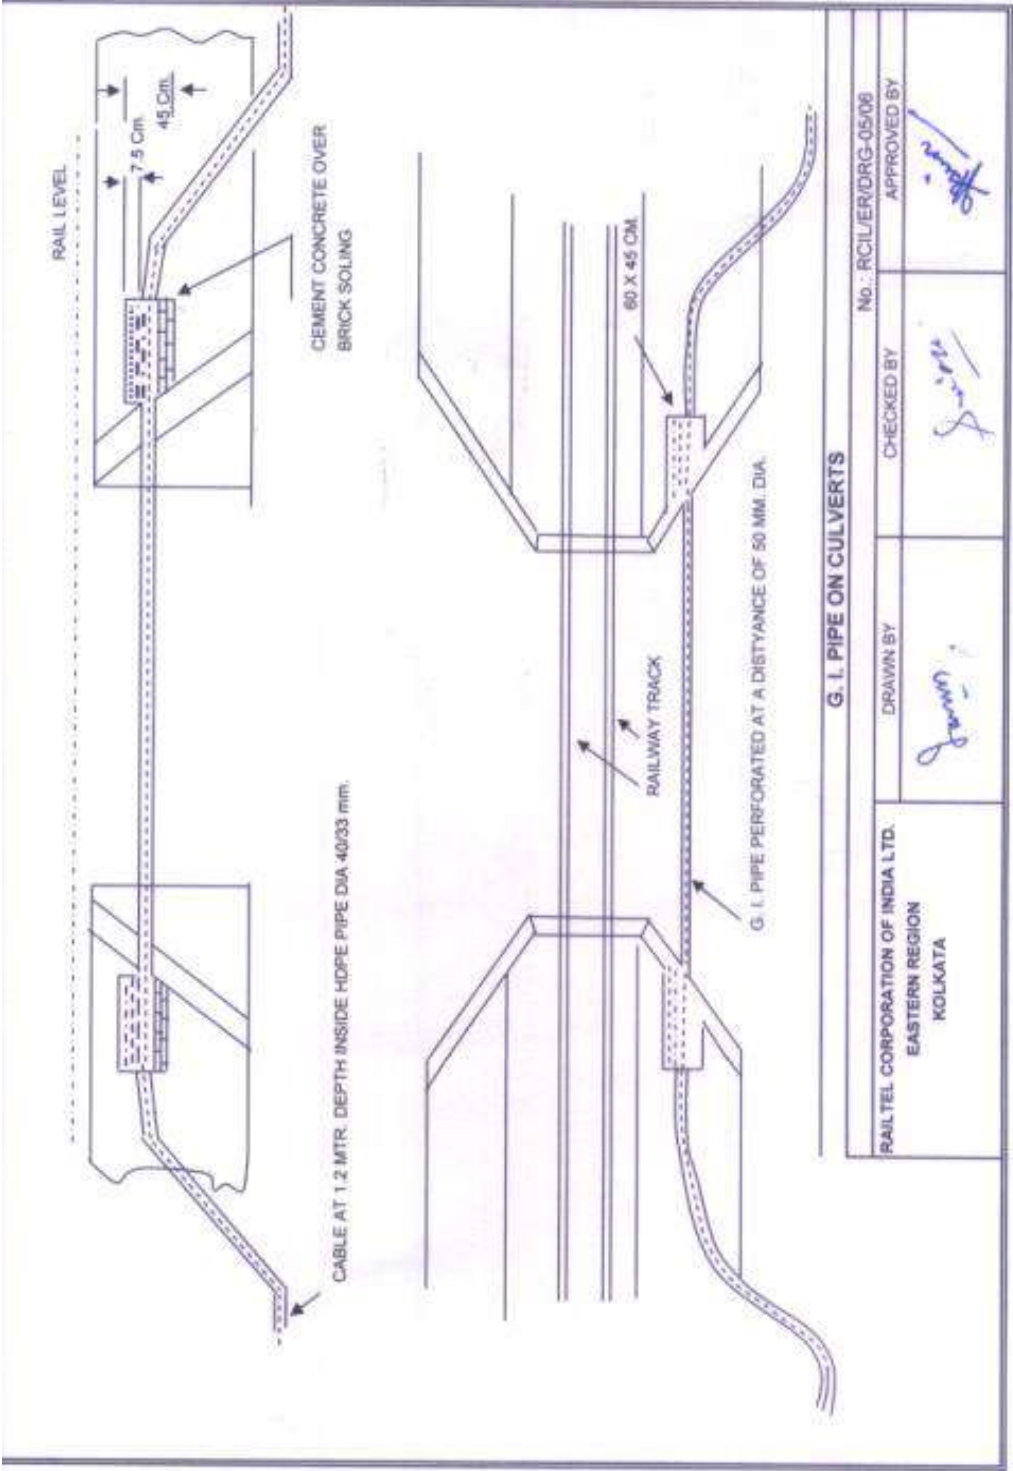 RAIL LEVEL
7.5 Cm.
45 Cm.
CEMENT CONCRETE OVER
BRICK SOLING
CABLE AT 1.2 MTR. DEPTH INSIDE HDPE PIPE DIA 40/33 mm.
60 X 45 CM.
RAILWAY TRACK
G. I. PIPE PERFORATED AT A DISTYANCE OF 50 MM. DIA.
G. I. PIPE ON CULVERTS
No.: RCIL/ER/DRG-05/06
RAILTEL CORPORATION OF INDIA LTD.
EASTERN REGION
KOLKATA
DRAWN BY
CHECKED BY
APPROVED BY